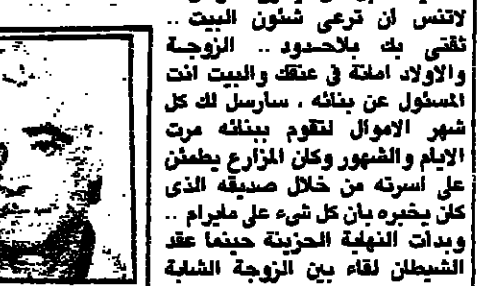 لاتنس ان ترعى شئون البيت ..
ثقتى بك بلاحدود .. الزوجة
والاولاد امانة فى عنقك والبيت انت
المسئول عن بنائه ، سأرسل لك كل
شهر الاموال لتقوم ببنائه مرت
الايام والشهور وكان المزارع يطمئن
على اسرته من خلال صديقه الذى
كان يخبره بان كل شىء على مايرام ..
وبدأت النهاية الحزينة حينما عقد
الشيطان لقاء بين الزوجة الشابة